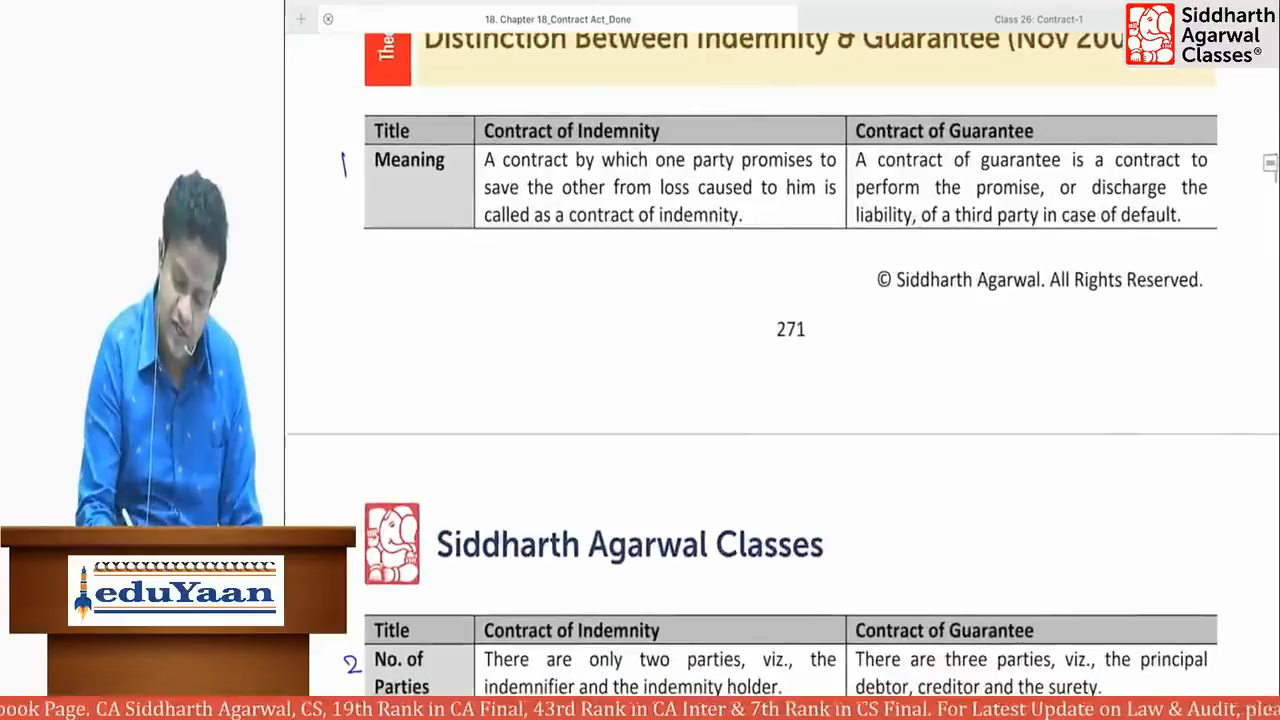 18. Chapter 18_Contract Act_Done
Class 26: Contract-1
Siddharth
Agarwal
Classes®
Distinction Between Indemnity & Guarantee (Nov 200
Title Contract of Indemnity Contract of Guarantee
1 Meaning A contract by which one party promises to A contract of guarantee is a contract to
save the other from loss caused to him is perform the promise, or discharge the
called as a contract of indemnity. liability, of a third party in case of default.
© Siddharth Agarwal. All Rights Reserved.
271
Siddharth Agarwal Classes
eduYaan
Title Contract of Indemnity Contract of Guarantee
2 No. of There are only two parties, viz., the There are three parties, viz., the principal
Parties indemnifier and the indemnity holder. debtor, creditor and the surety.
book Page. CA Siddharth Agarwal, CS, 19th Rank in CA Final, 43rd Rank in CA Inter & 7th Rank in CS Final. For Latest Update on Law & Audit,